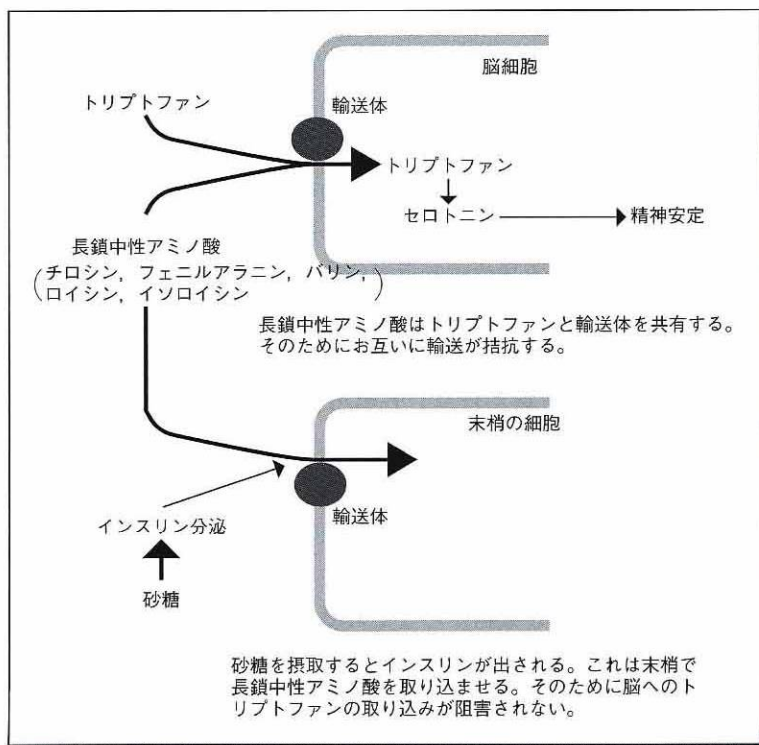 脳細胞
輸送体
トリプトファン
トリプトファン
セロトニン
精神安定
長鎖中性アミノ酸
(チロシン,フェニルアラニン,バリン,
ロイシン,イソロイシン)
長鎖中性アミノ酸はトリプトファンと輸送体を共有する。
そのためにお互いに輸送が拮抗する。
末梢の細胞
輸送体
インスリン分泌
砂糖
砂糖を摂取するとインスリンが出される。これは末梢で
長鎖中性アミノ酸を取り込ませる。そのために脳へのト
リプトファンの取り込みが阻害されない。